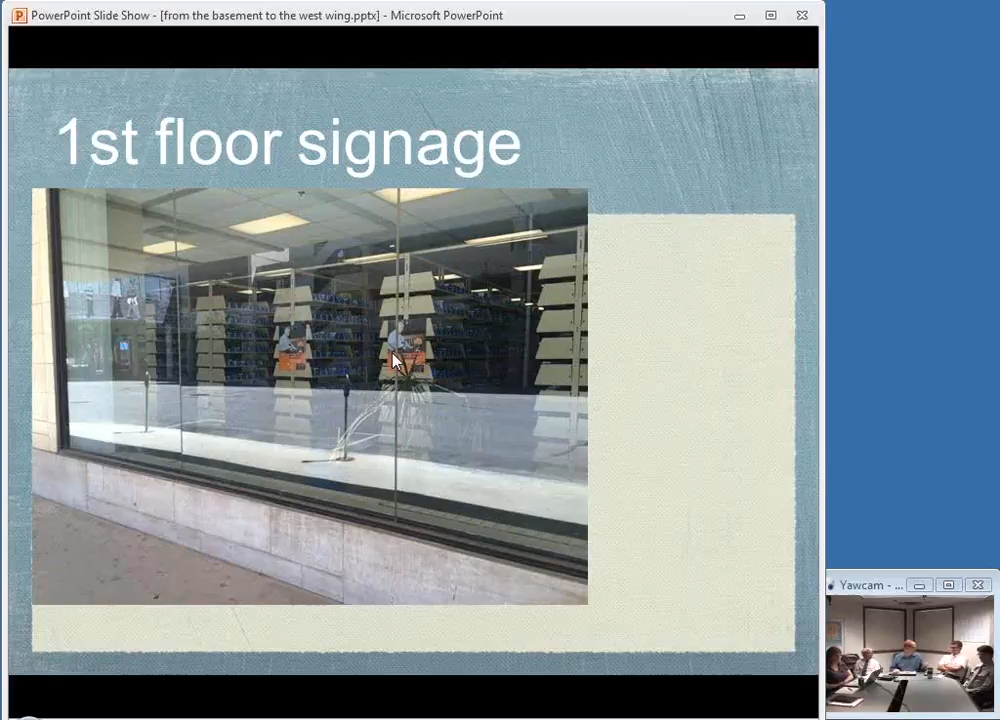 PowerPoint Slide Show - [from the basement to the west wing.pptx] - Microsoft PowerPoint
1st floor signage
Yawcam - ...